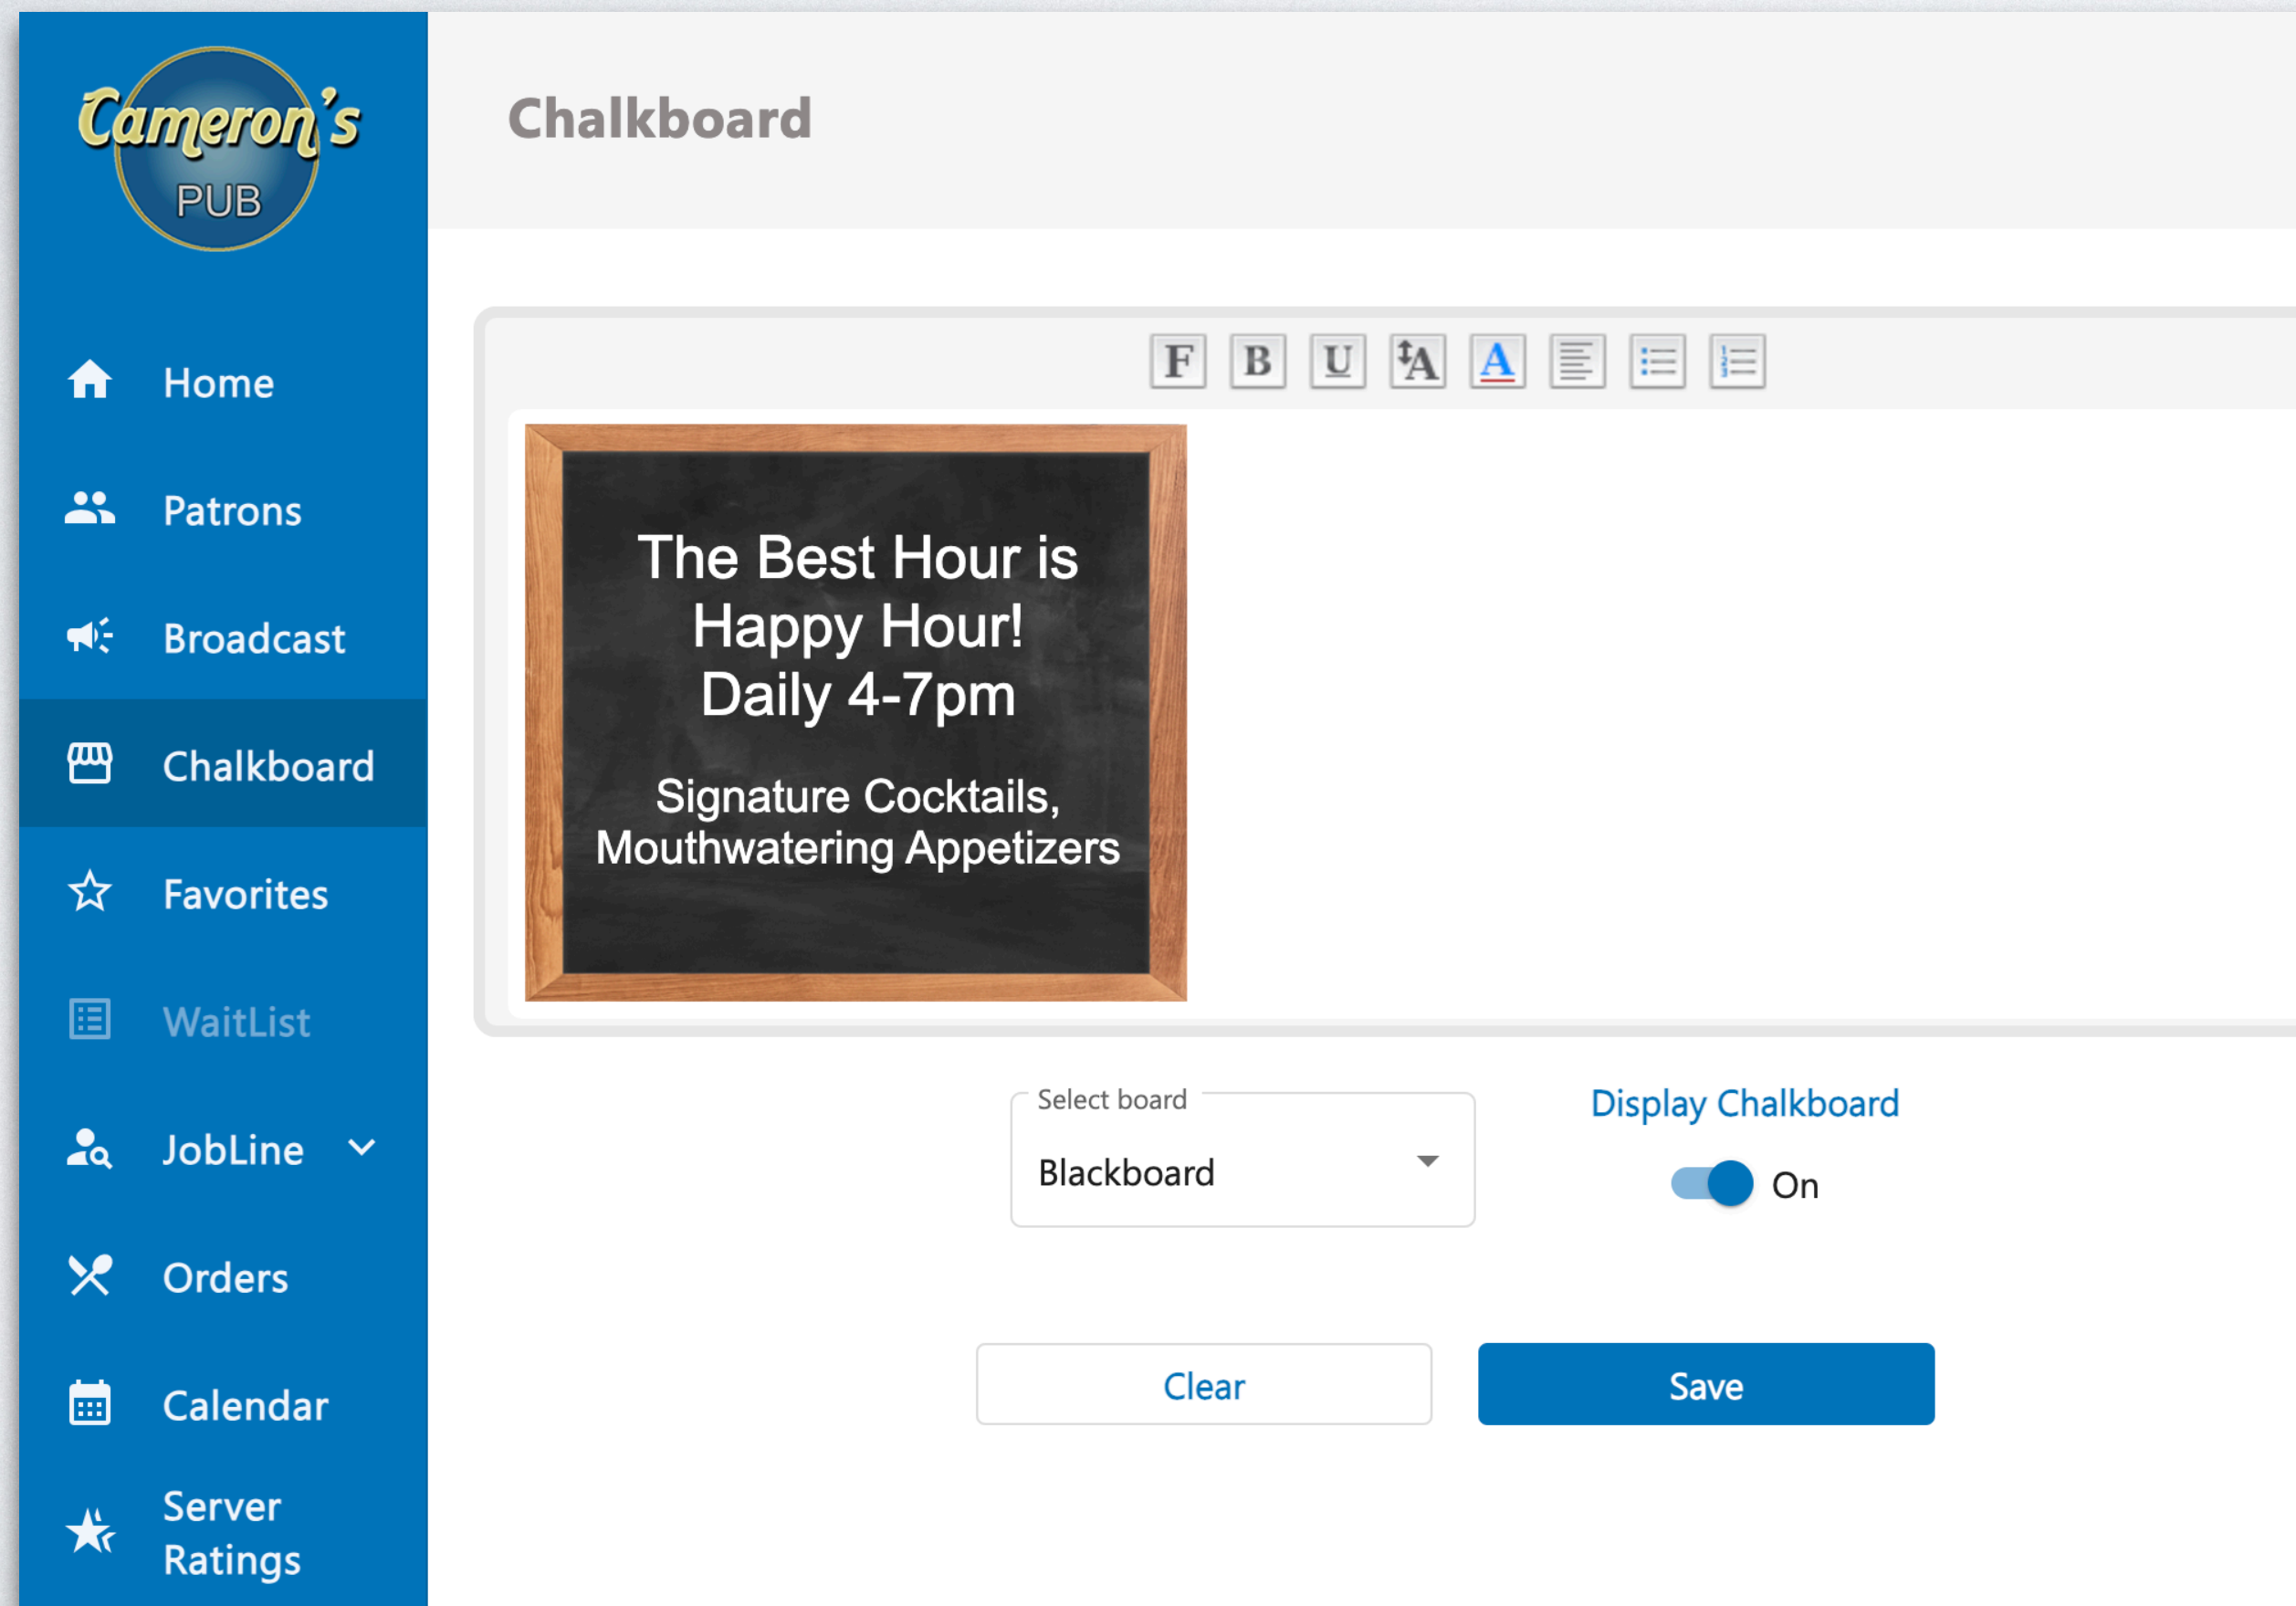 Cameron's
PUB
Home
Patrons
Broadcast
Chalkboard
Favorites
WaitList
JobLine
Orders
Calendar
Server
Ratings
Chalkboard
F B U A A
The Best Hour is
Happy Hour!
Daily 4-7pm
Signature Cocktails,
Mouthwatering Appetizers
Select board
Blackboard
Display Chalkboard
On
Clear
Save